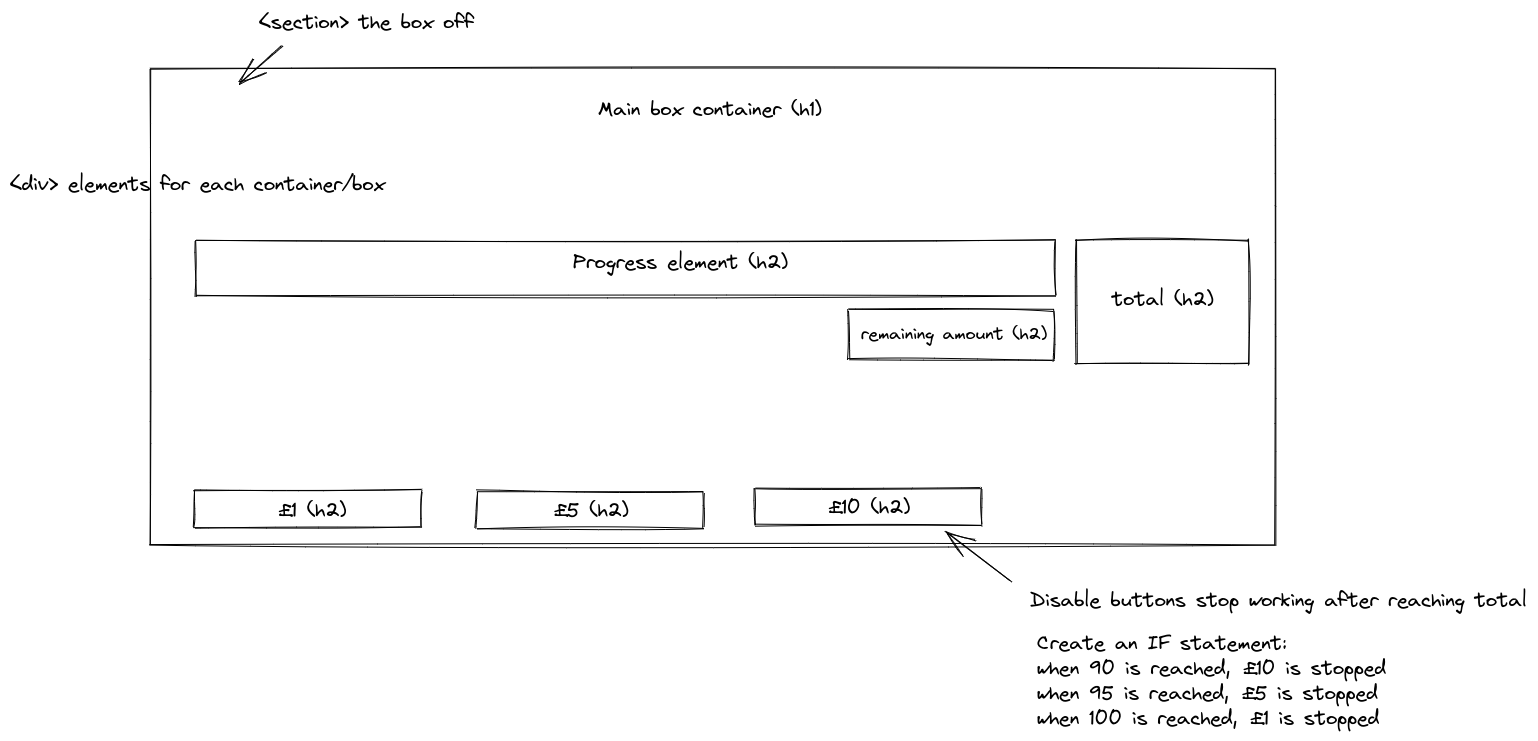 <section> the box off
Main box container (h1)
<div> elements for each container/box
Progress element (h2)
total (h2)
remaining amount (h2)
£1 (h2)
£5 (h2)
£10 (h2)
Disable buttons stop working after reaching total
Create an IF statement:
when 90 is reached, £10 is stopped
when 95 is reached, £5 is stopped
when 100 is reached, £1 is stopped